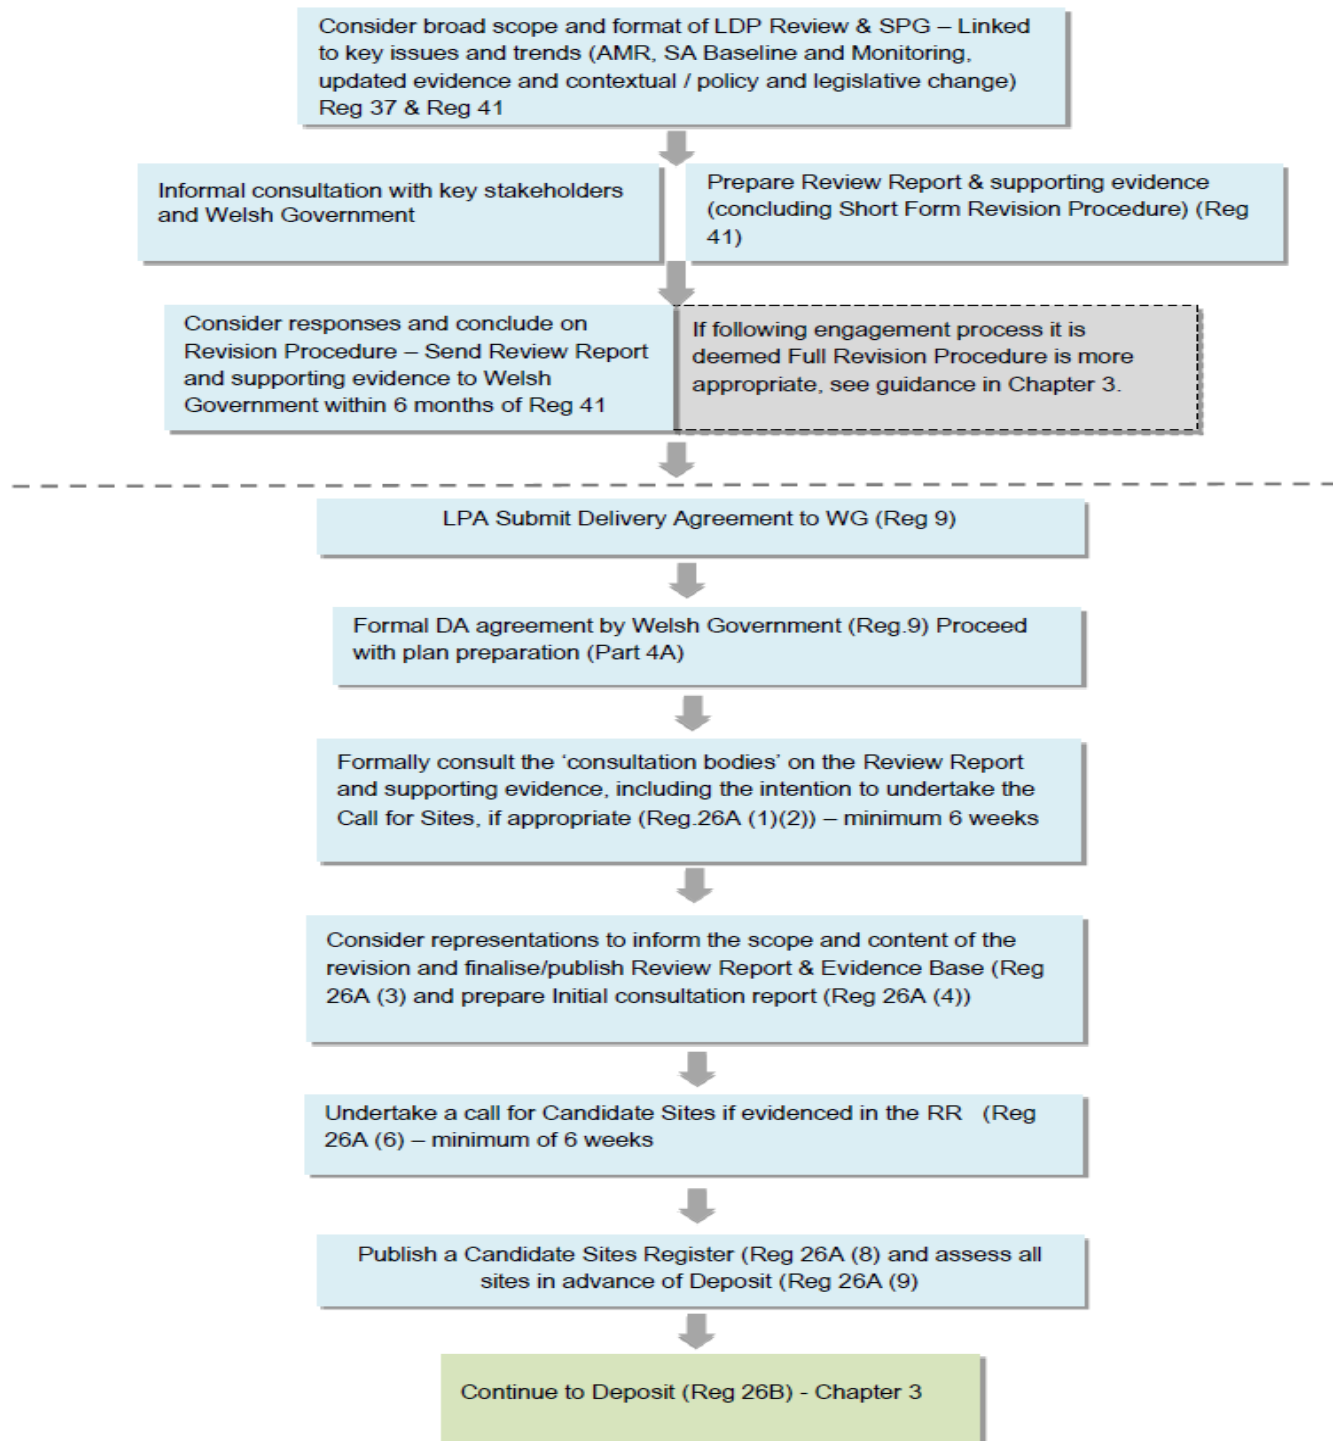 Consider broad scope and format of LDP Review & SPG – Linked
to key issues and trends (AMR, SA Baseline and Monitoring,
updated evidence and contextual / policy and legislative change)
Reg 37 & Reg 41
Informal consultation with key stakeholders
and Welsh Government
Prepare Review Report & supporting evidence
(concluding Short Form Revision Procedure) (Reg
41)
Consider responses and conclude on
Revision Procedure – Send Review Report
and supporting evidence to Welsh
Government within 6 months of Reg 41
If following engagement process it is
deemed Full Revision Procedure is more
appropriate, see guidance in Chapter 3.
LPA Submit Delivery Agreement to WG (Reg 9)
Formal DA agreement by Welsh Government (Reg.9) Proceed
with plan preparation (Part 4A)
Formally consult the ‘consultation bodies’ on the Review Report
and supporting evidence, including the intention to undertake the
Call for Sites, if appropriate (Reg.26A (1)(2)) – minimum 6 weeks
Consider representations to inform the scope and content of the
revision and finalise/publish Review Report & Evidence Base (Reg
26A (3) and prepare Initial consultation report (Reg 26A (4))
Undertake a call for Candidate Sites if evidenced in the RR (Reg
26A (6) – minimum of 6 weeks
Publish a Candidate Sites Register (Reg 26A (8) and assess all
sites in advance of Deposit (Reg 26A (9)
Continue to Deposit (Reg 26B) - Chapter 3